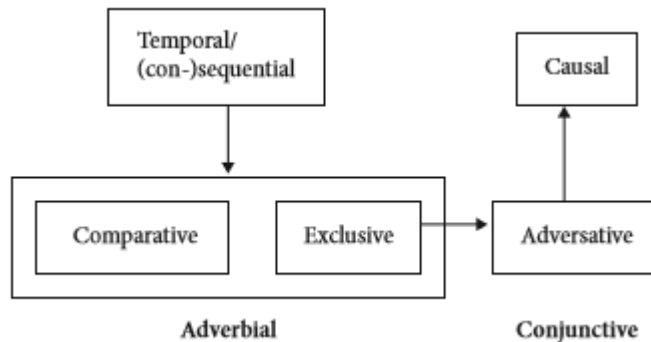 Temporal/
(con-)sequential
Causal
Comparative
Exclusive
Adversative
Adverbial
Conjunctive